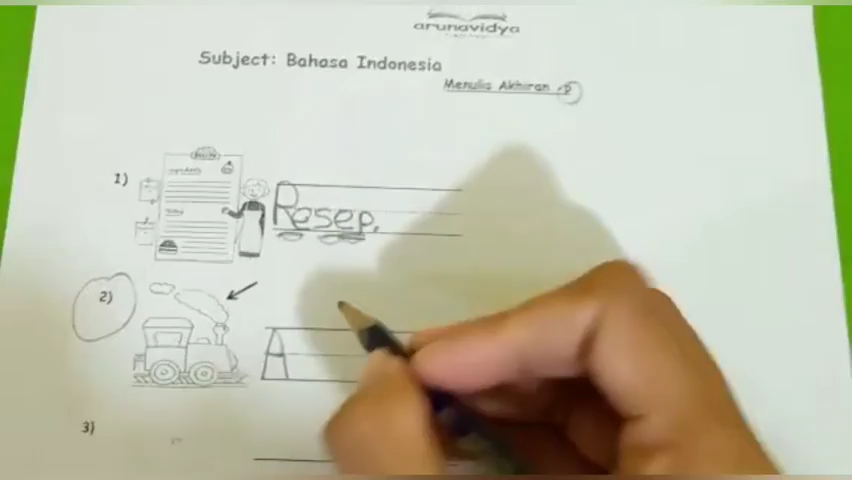 arunavidya
Subject: Bahasa Indonesia
Menulis Akhiran -p
1)
Resep.
2)
A
3)